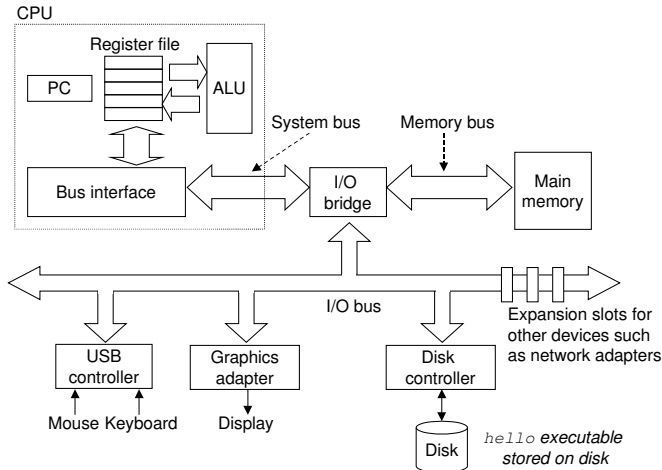 CPU
Register file
PC
ALU
System bus
Memory bus
Bus interface
I/O
bridge
Main
memory
I/O bus
Expansion slots for
other devices such
as network adapters
USB
controller
Graphics
adapter
Disk
controller
Mouse Keyboard
Display
Disk
hello executable
stored on disk